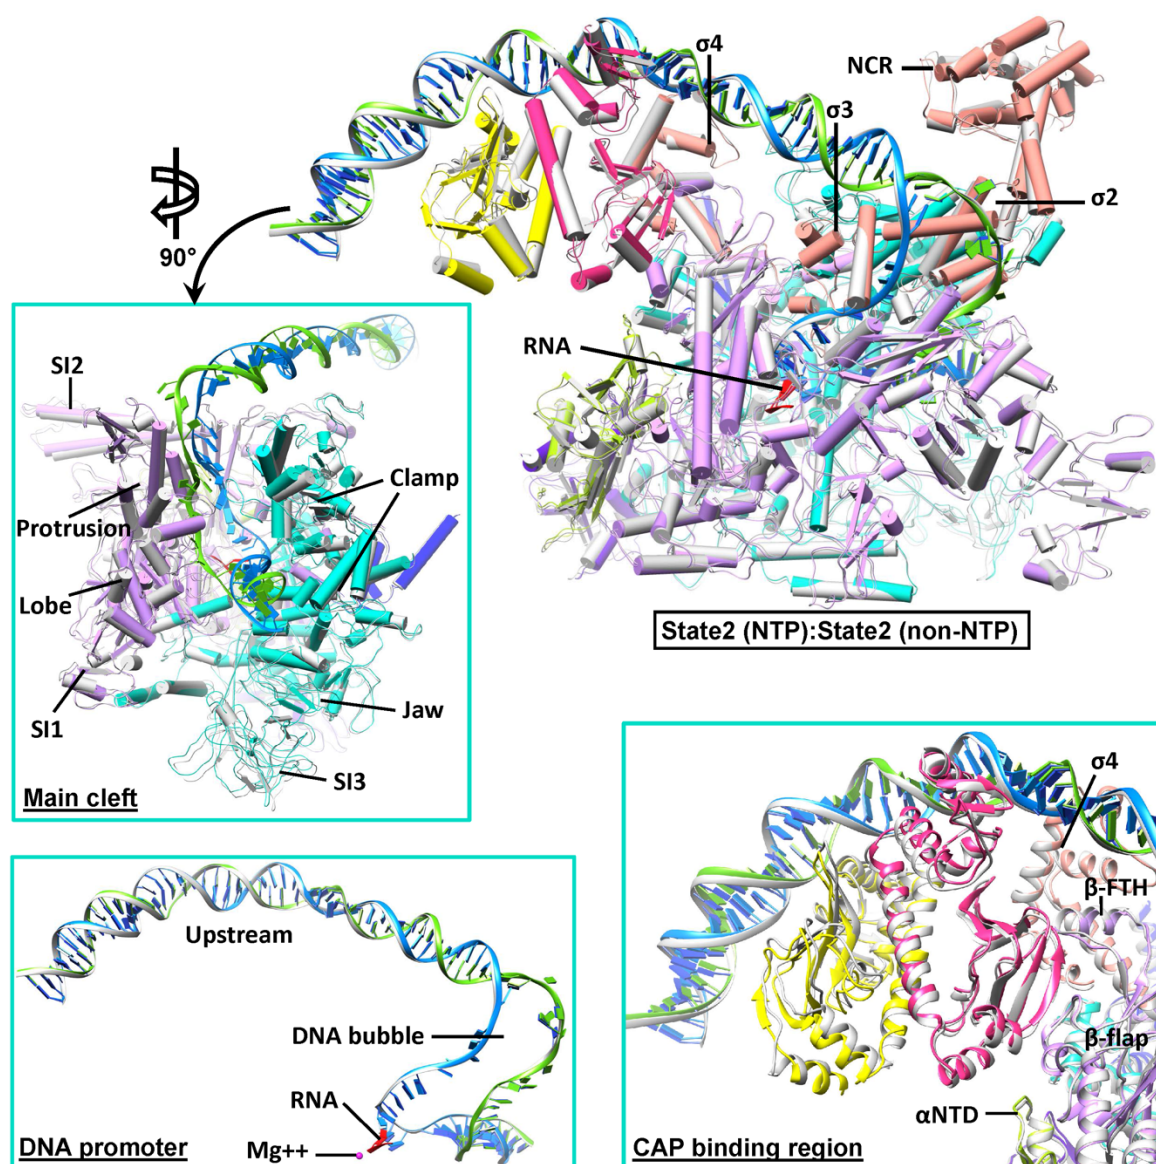 σ4
NCR
σ3
σ2
90°
RNA
SI2
Clamp
Protrusion
Lobe
SI1
Jaw
SI3
Main cleft
State2 (NTP):State2 (non-NTP)
σ4
β-FTH
β-flap
αNTD
CAP binding region
Upstream
DNA bubble
RNA
Mg++
DNA promoter